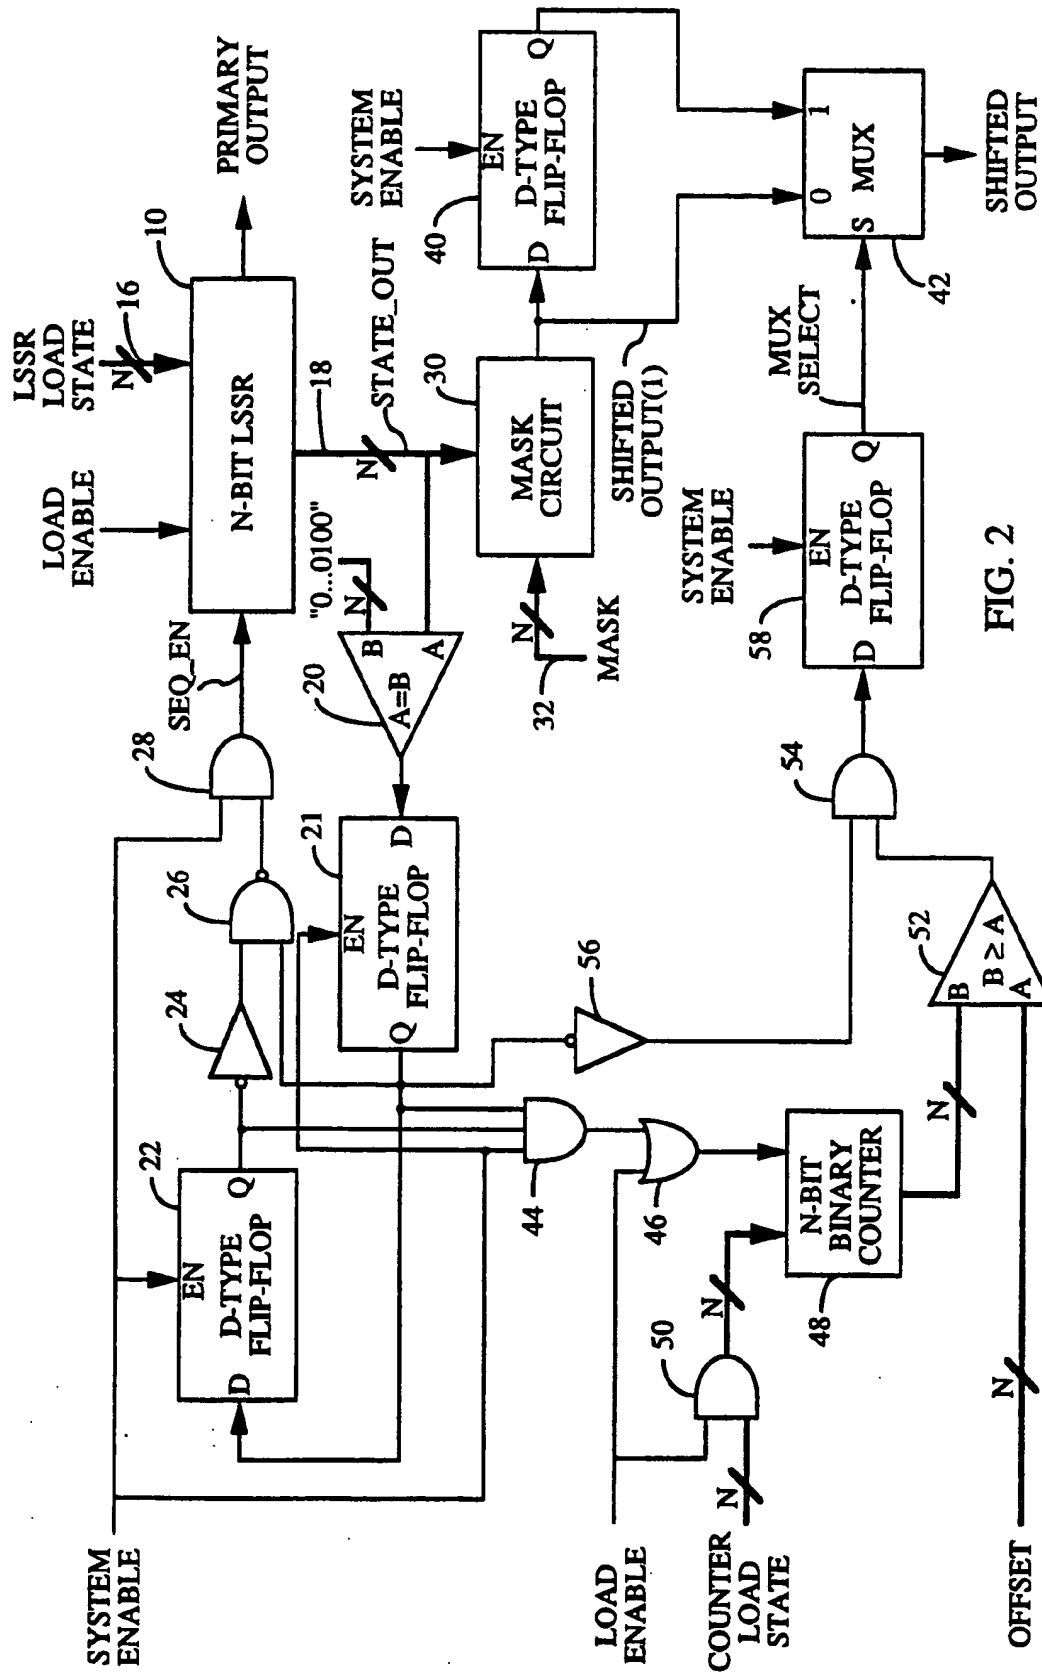 SYSTEM
ENABLE
22
D-TYPE
FLIP-FLOP
D
EN
Q
24
26
28
SEQ_EN
LOAD
ENABLE
LSSR
LOAD
STATE
N
16
10
N-BIT LSSR
PRIMARY
OUTPUT
18
N
STATE_OUT
"0...0100"
N
B
A
A=B
20
21
EN
D-TYPE
FLIP-FLOP
D
Q
30
MASK
CIRCUIT
N
32
MASK
SHIFTED
OUTPUT(1)
SYSTEM
ENABLE
40
EN
D-TYPE
FLIP-FLOP
D
Q
44
46
56
LOAD
ENABLE
COUNTER
LOAD
STATE
N
50
N
48
N-BIT
BINARY
COUNTER
N
OFFSET
N
52
B
A
B ≥ A
54
SYSTEM
ENABLE
58
EN
D-TYPE
FLIP-FLOP
D
Q
MUX
SELECT
S
0
1
MUX
42
SHIFTED
OUTPUT
FIG. 2